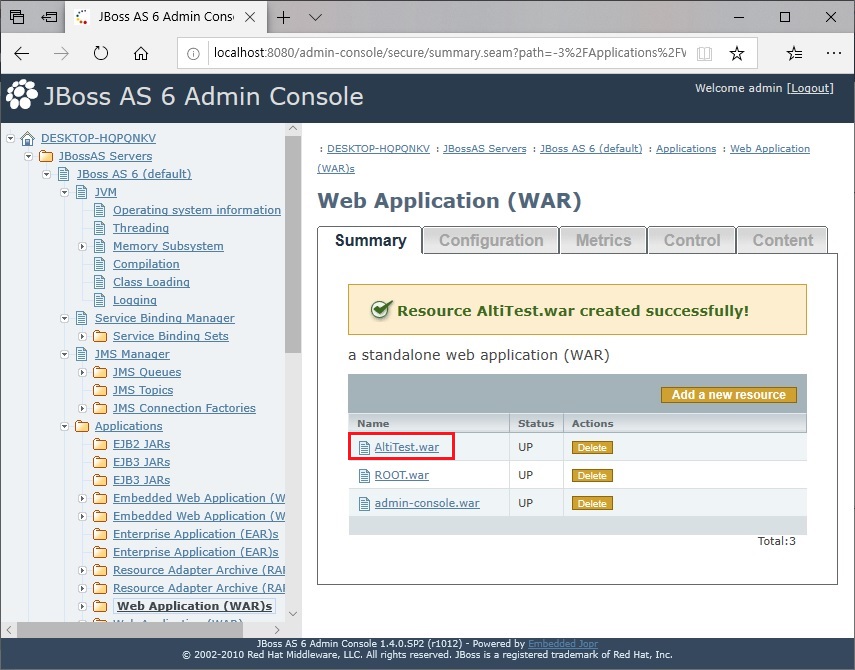 JBoss AS 6 Admin Cons
localhost:8080/admin-console/secure/summary.seam?path=-3%2FApplications%2FV
JBoss AS 6 Admin Console
Welcome admin [Logout]
DESKTOP-HQPQNKV
JBossAS Servers
JBoss AS 6 (default)
JVM
Operating system information
Threading
Memory Subsystem
Compilation
Class Loading
Logging
Service Binding Manager
Service Binding Sets
JMS Manager
JMS Queues
JMS Topics
JMS Connection Factories
Applications
EJB2 JARs
EJB3 JARs
EJB3 JARs
Embedded Web Application (W
Embedded Web Application (W
Enterprise Application (EAR)s
Enterprise Application (EAR)s
Resource Adapter Archive (RAI
Resource Adapter Archive (RAI
Web Application (WAR)s
: DESKTOP-HQPQNKV : JBossAS Servers : JBoss AS 6 (default) : Applications : Web Application
(WAR)s
Web Application (WAR)
Summary Configuration Metrics Control Content
Resource AltiTest.war created successfully!
a standalone web application (WAR)
Add a new resource
Name Status Actions
AltiTest.war UP Delete
ROOT.war UP Delete
admin-console.war UP Delete
Total:3
JBoss AS 6 Admin Console 1.4.0.SP2 (r1012) - Powered by Embedded Jopr
© 2002-2010 Red Hat Middleware, LLC. All rights reserved. JBoss is a registered trademark of Red Hat, Inc.